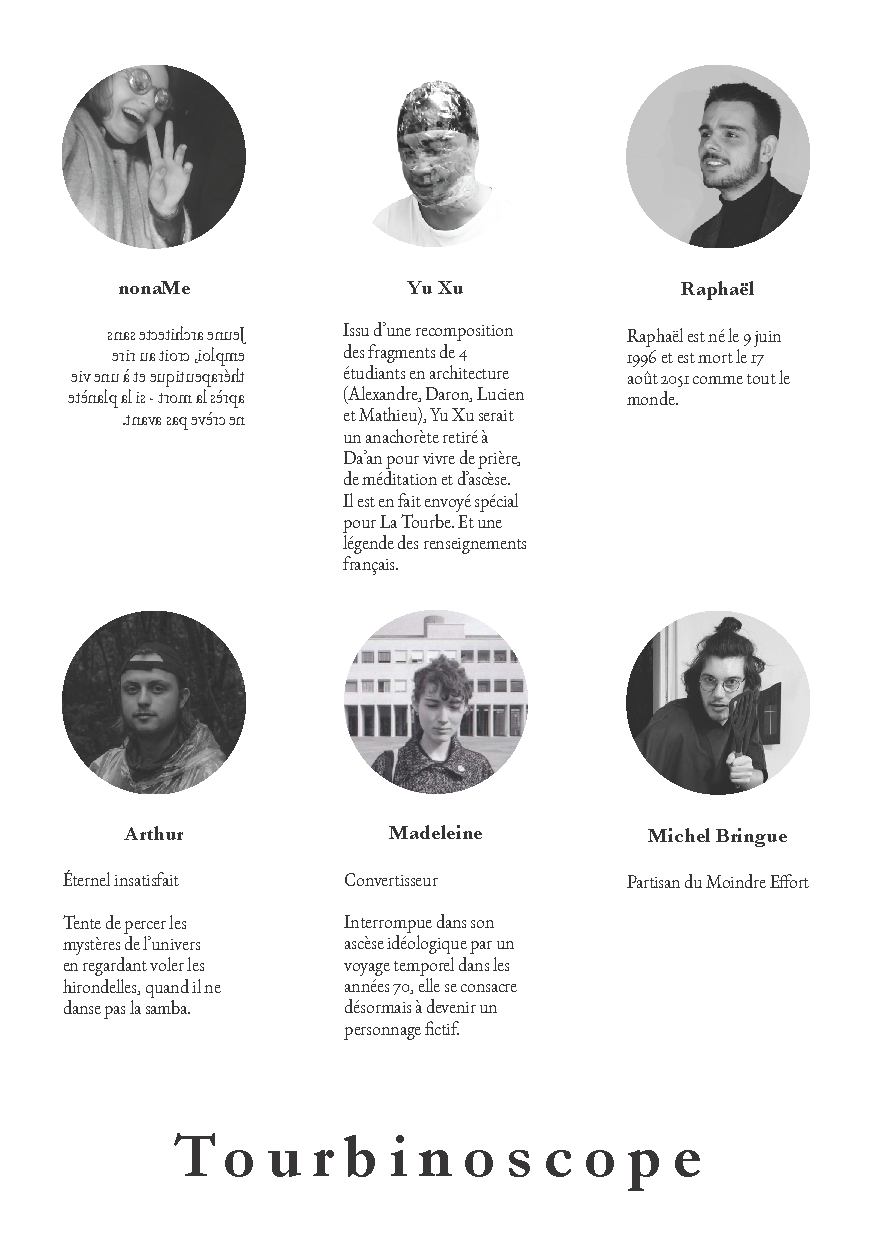 nonaMe
Jeune architecte sans
emploi, croit au rire
thérapeutique et à une vie
après la mort - si la planète
ne crève pas avant.
Yu Xu
Issu d'une recomposition
des fragments de 4
étudiants en architecture
(Alexandre, Daron, Lucien
et Mathieu), Yu Xu serait
un anachorète retiré à
Da'an pour vivre de prière,
de méditation et d'ascèse.
Il est en fait envoyé spécial
pour La Tourbe. Et une
légende des renseignements
français.
Raphaël
Raphaël est né le 9 juin
1996 et est mort le 17
août 2051 comme tout le
monde.
Arthur
Éternel insatisfait
Tente de percer les
mystères de l'univers
en regardant voler les
hirondelles, quand il ne
danse pas la samba.
Madeleine
Convertisseur
Interrompue dans son
ascèse idéologique par un
voyage temporel dans les
années 70, elle se consacre
désormais à devenir un
personnage fictif.
Michel Bringue
Partisan du Moindre Effort
Tourbinoscope